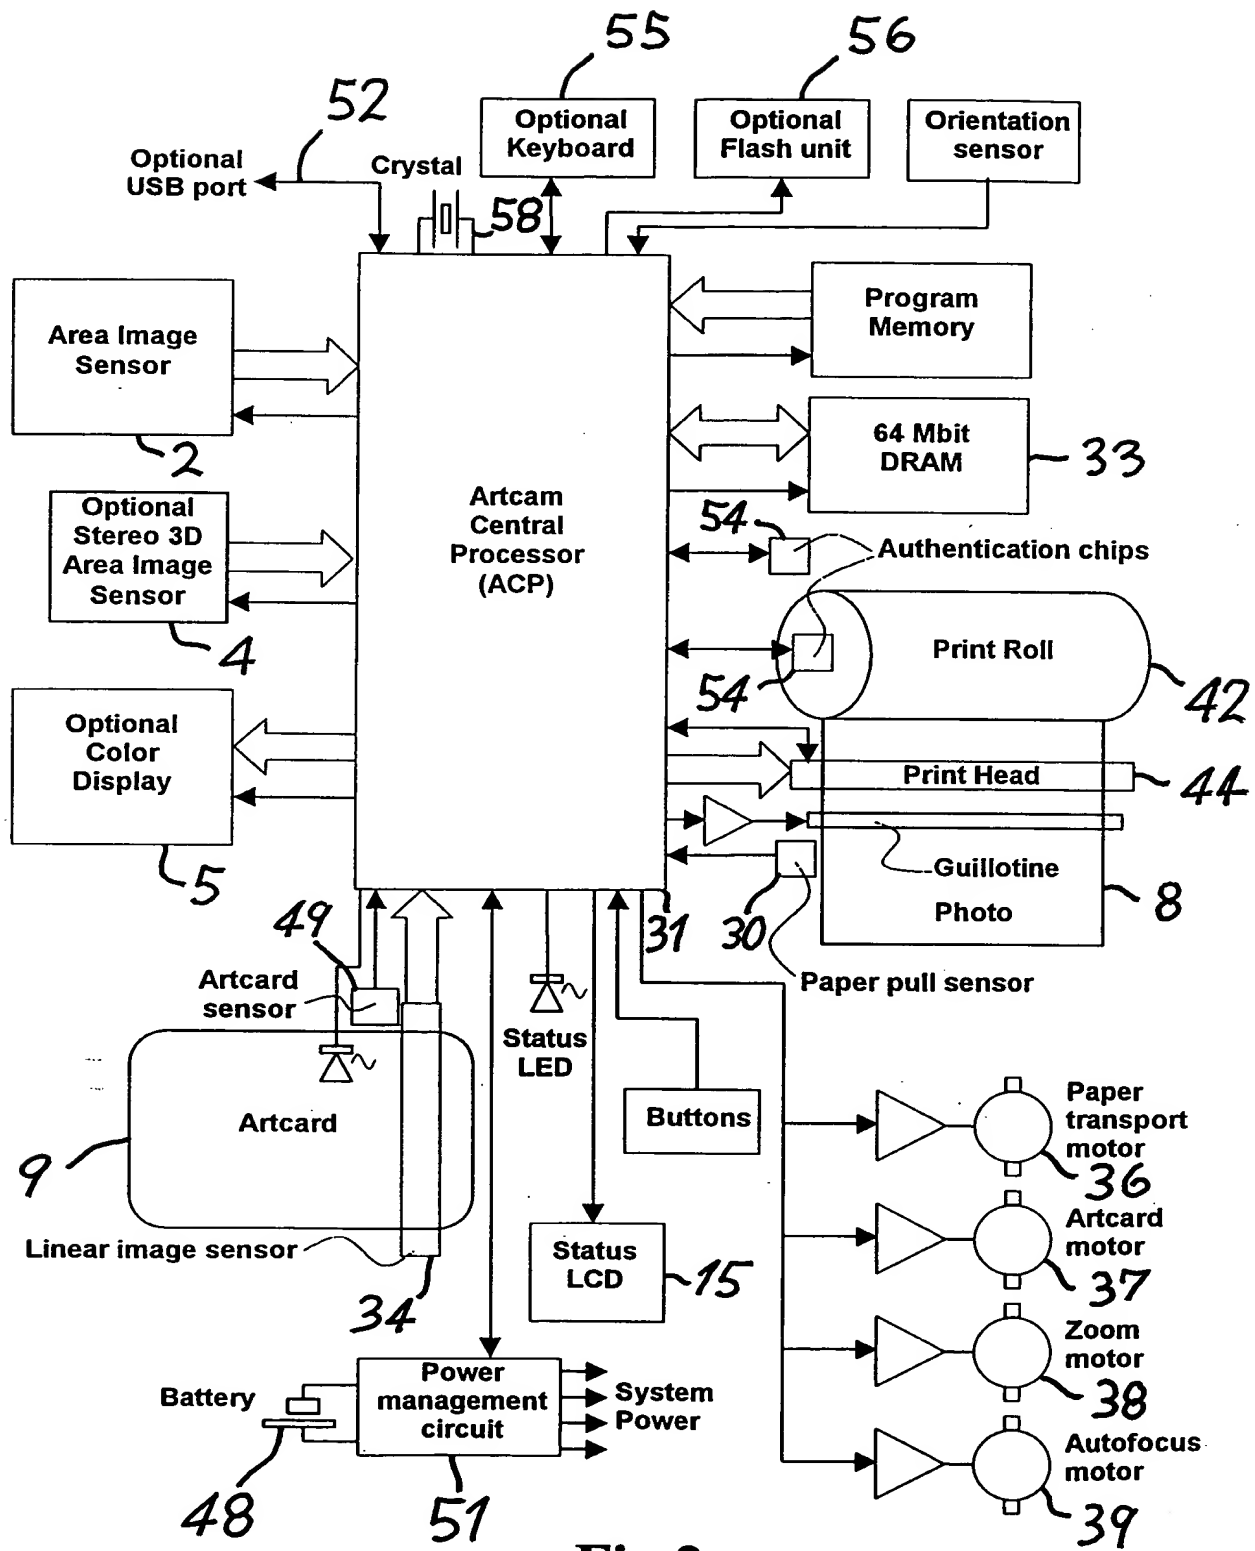 55
56
52
Optional
Keyboard
Optional
Flash unit
Orientation
sensor
Optional
USB port
Crystal
58
Area Image
Sensor
2
Program
Memory
64 Mbit
DRAM
33
Optional
Stereo 3D
Area Image
Sensor
4
Artcam
Central
Processor
(ACP)
54
Authentication chips
Print Roll
54
42
Optional
Color
Display
5
Print Head
44
Guillotine
Photo
8
31
30
Paper pull sensor
49
Artcard
sensor
Status
LED
Artcard
9
Buttons
Linear image sensor
34
Status
LCD
15
Paper
transport
motor
36
Artcard
motor
37
Zoom
motor
38
Autofocus
motor
39
Battery
48
Power
management
circuit
51
System
Power